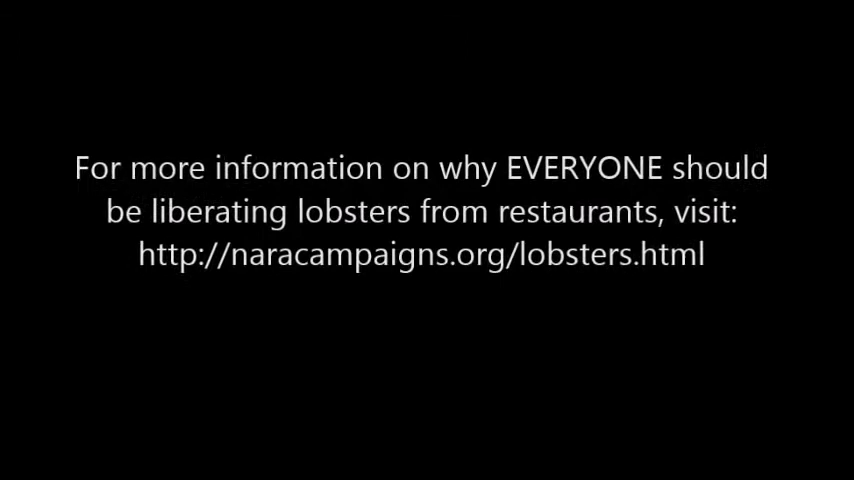 For more information on why EVERYONE should
be liberating lobsters from restaurants, visit:
http://naracampaigns.org/lobsters.html